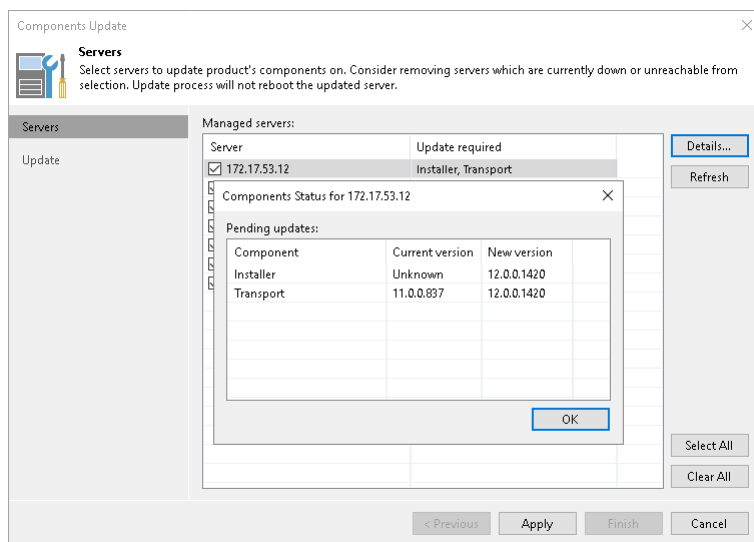 Components Update
Servers
Select servers to update product's components on. Consider removing servers which are currently down or unreachable from
selection. Update process will not reboot the updated server.
Servers
Update
Managed servers:
Server Update required
172.17.53.12 Installer, Transport
Details...
Refresh
Components Status for 172.17.53.12
Pending updates:
Component Current version New version
Installer Unknown 12.0.0.1420
Transport 11.0.0.837 12.0.0.1420
OK
Select All
Clear All
< Previous Apply Finish Cancel